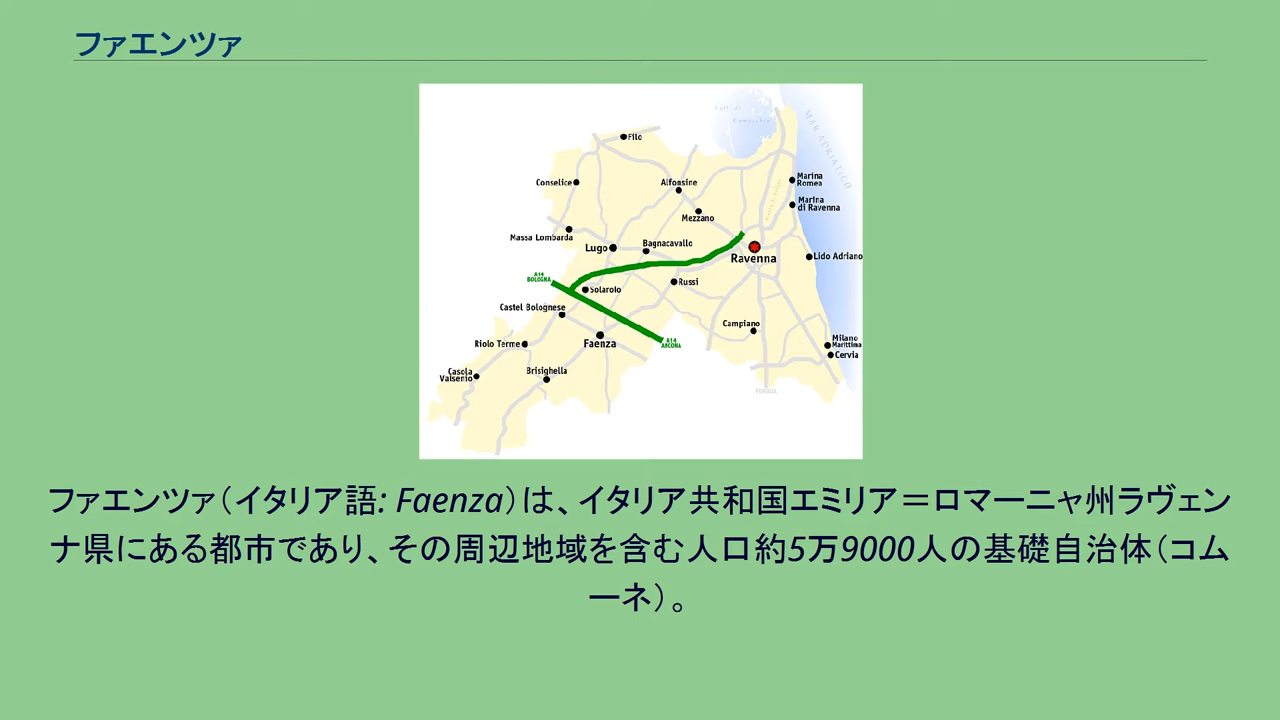 ファエンツァ
Valli di
Comacchio
MAR ADRIATICO
Filo
Conselice
Alfonsine
Marina
Romea
Marina
di Ravenna
Mezzano
Massa Lombarda
Lugo
Bagnacavallo
Ravenna
Lido Adriano
A14
BOLOGNA
Solarolo
Russi
Castel Bolognese
Campiano
Riolo Terme
Faenza
A14
ANCONA
Milano
Marittima
Cervia
Casola
Valsenio
Brisighella
ファエンツァ（イタリア語: Faenza）は、イタリア共和国エミリア＝ロマーニャ州ラヴェン
ナ県にある都市であり、その周辺地域を含む人口約5万9000人の基礎自治体（コム
ーネ）。